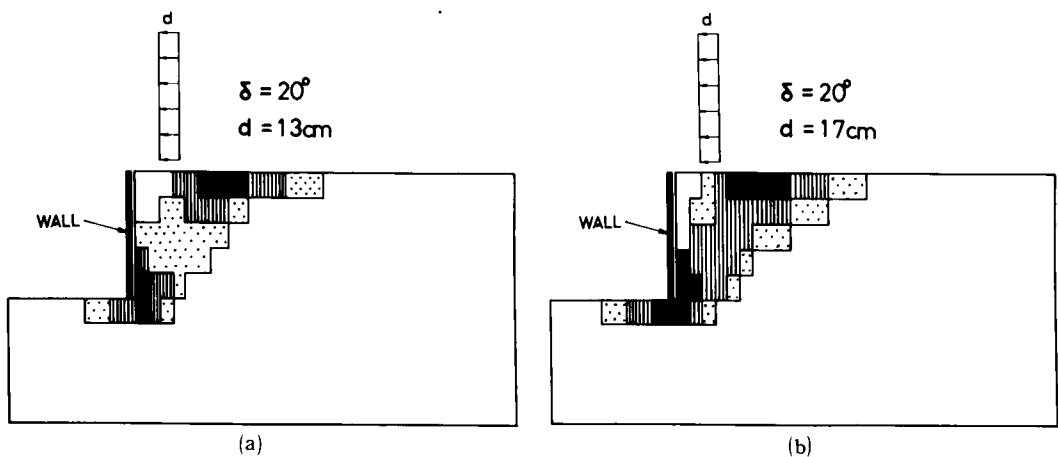 d
δ = 20°
d = 13cm
WALL
(a)
d
δ = 20°
d = 17cm
WALL
(b)